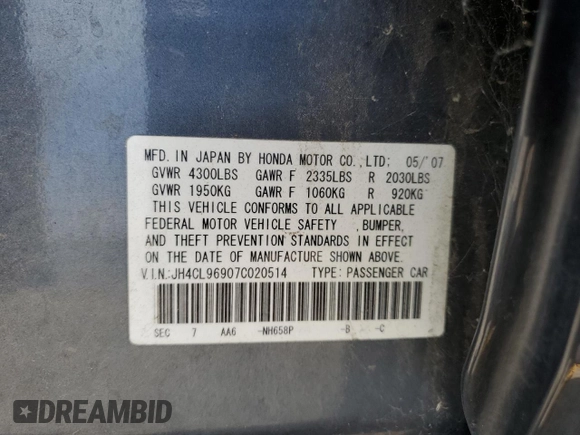 MFD. IN JAPAN BY HONDA MOTOR CO.,LTD: 05/'07
GVWR 4300LBS GAWR F 2335LBS R 2030LBS
GVWR 1950KG GAWR F 1060KG R 920KG
THIS VEHICLE CONFORMS TO ALL APPLICABLE
FEDERAL MOTOR VEHICLE SAFETY ,BUMPER,
AND THEFT PREVENTION STANDARDS IN EFFECT
ON THE DATE OF MANUFACTURE SHOWN ABOVE.
V.I.N:JH4CL96907C020514 TYPE: PASSENGER CAR
SEC 7 AA6 -NH658P -B -C
DREAMBID